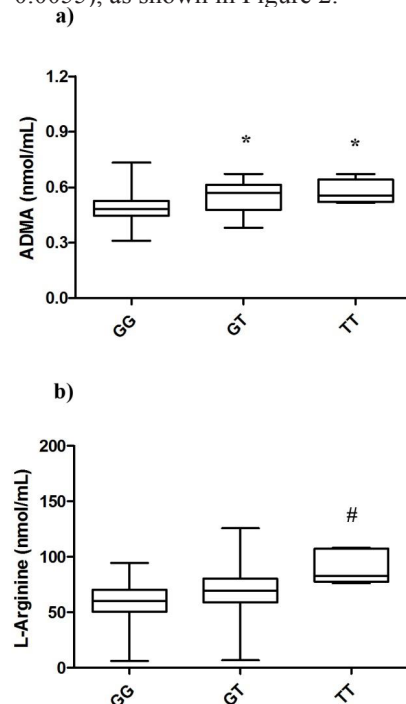 0.0055), as shown in Figure 2.
a)
1.2
0.9
0.6
0.3
0.0
ADMA (nmol/mL)
* *
GG GT TT
b)
200
150
100
50
0
L-Arginine (nmol/mL)
#
GG GT TT